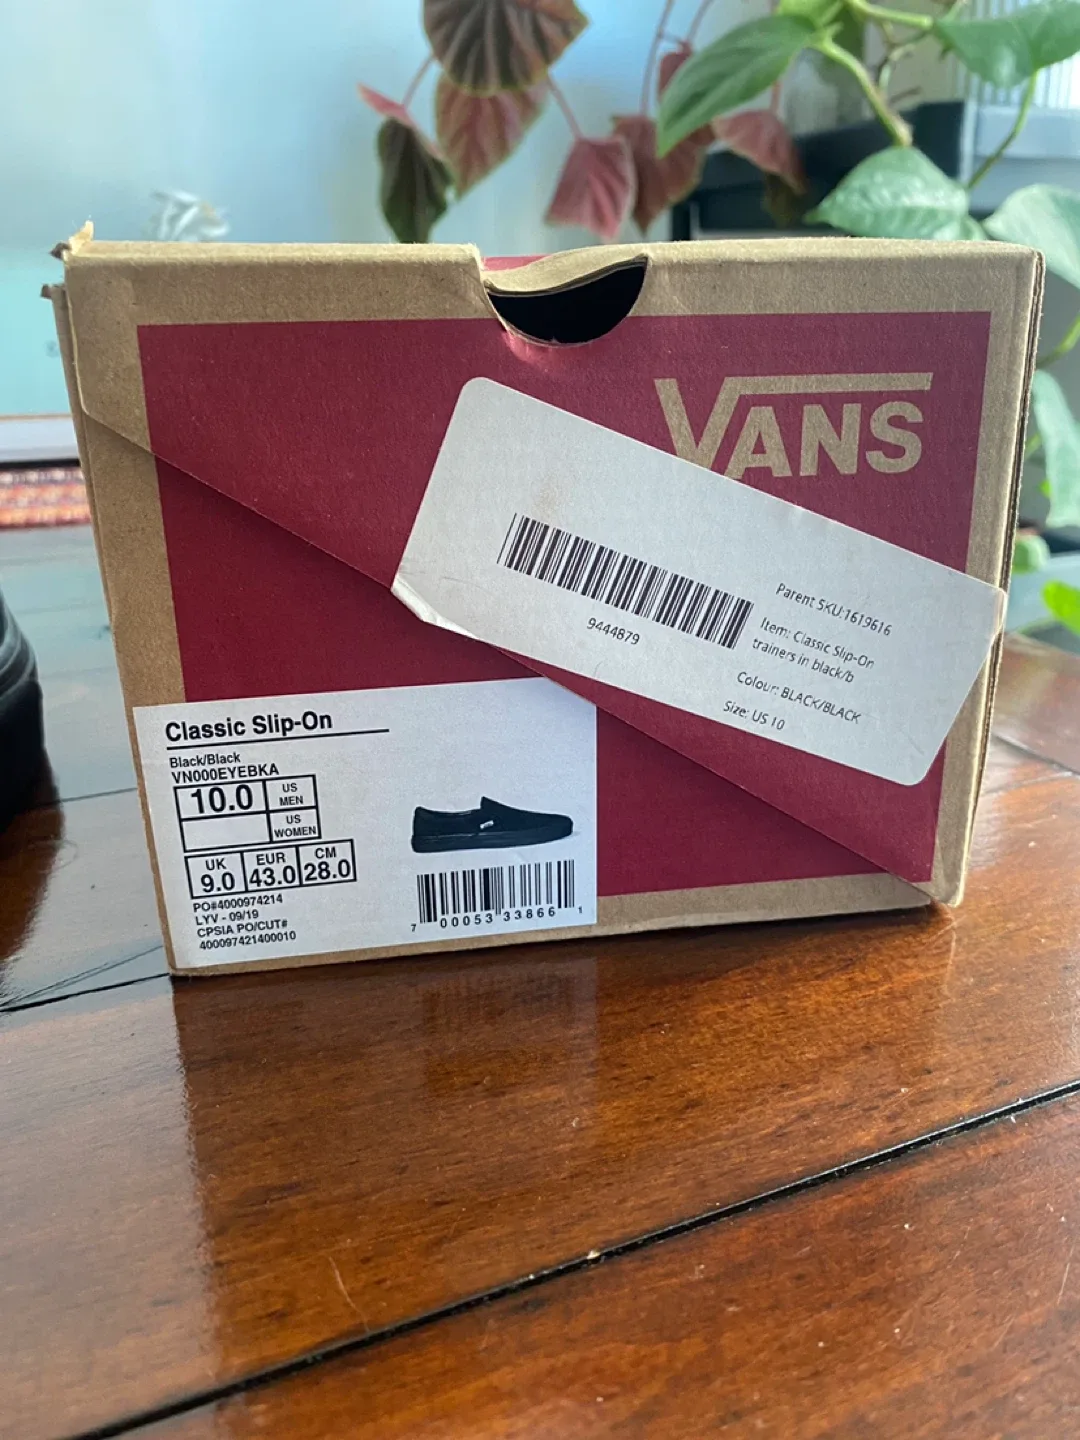 VANS
9444879
Parent SKU:1619616
Item: Classic Slip-On
trainers in black/b
Colour: BLACK/BLACK
Size: US 10
Classic Slip-On
Black/Black
VN000EYEBKA
10.0 US MEN
US WOMEN
UK EUR CM
9.0 43.0 28.0
PO#4000974214
LYV - 09/19
CPSIA PO/CUT#
400097421400010
7 00053 33866 1